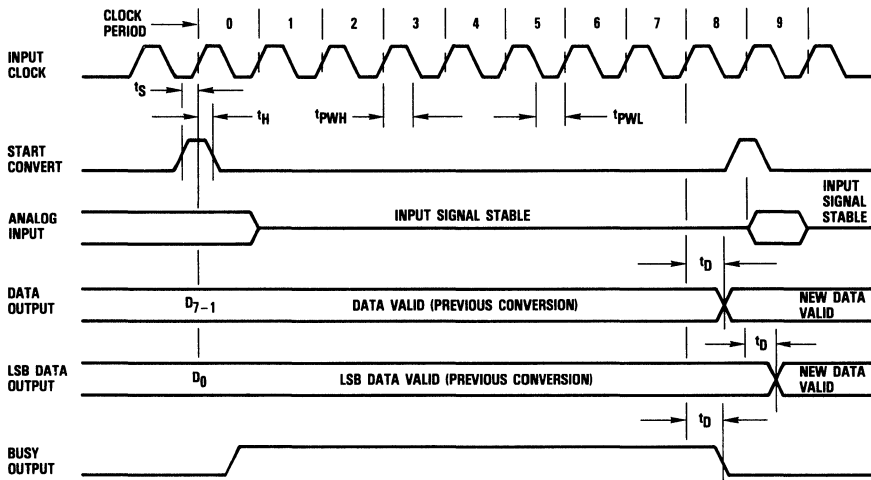 CLOCK
PERIOD
0 1 2 3 4 5 6 7 8 9
INPUT
CLOCK
tS
tH
tPWH
tPWL
START
CONVERT
ANALOG
INPUT
INPUT SIGNAL STABLE
INPUT
SIGNAL
STABLE
tD
DATA
OUTPUT
D7-1
DATA VALID (PREVIOUS CONVERSION)
NEW DATA
VALID
tD
LSB DATA
OUTPUT
D0
LSB DATA VALID (PREVIOUS CONVERSION)
NEW DATA
VALID
tD
BUSY
OUTPUT